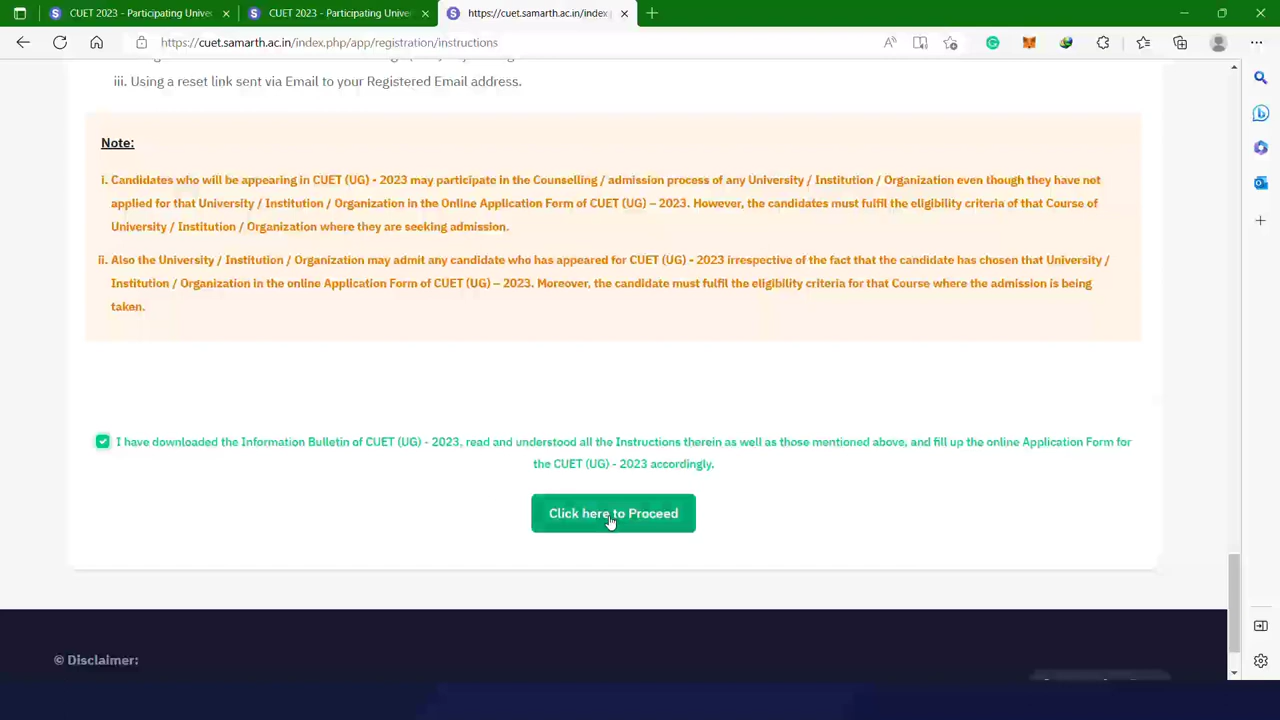 CUET 2023 - Participating Unive
CUET 2023 - Participating Unive
https://cuet.samarth.ac.in/index.p
https://cuet.samarth.ac.in/index.php/app/registration/instructions
iii. Using a reset link sent via Email to your Registered Email address.
Note:
i. Candidates who will be appearing in CUET (UG) - 2023 may participate in the Counselling / admission process of any University / Institution / Organization even though they have not
applied for that University / Institution / Organization in the Online Application Form of CUET (UG) – 2023. However, the candidates must fulfil the eligibility criteria of that Course of
University / Institution / Organization where they are seeking admission.
ii. Also the University / Institution / Organization may admit any candidate who has appeared for CUET (UG) - 2023 irrespective of the fact that the candidate has chosen that University /
Institution / Organization in the online Application Form of CUET (UG) – 2023. Moreover, the candidate must fulfil the eligibility criteria for that Course where the admission is being
taken.
I have downloaded the Information Bulletin of CUET (UG) - 2023, read and understood all the Instructions therein as well as those mentioned above, and fill up the online Application Form for
the CUET (UG) - 2023 accordingly.
Click here to Proceed
© Disclaimer: